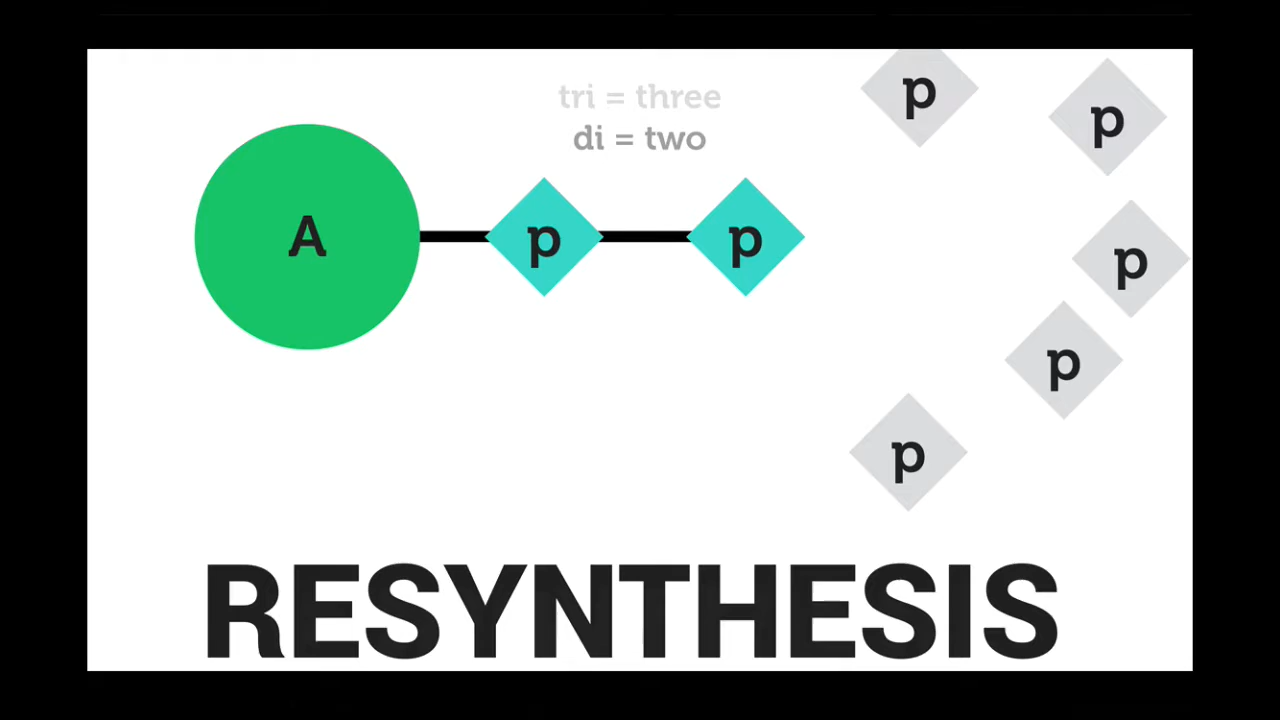 p
p
tri = three
di = two
A
p
p
p
p
p
RESYNTHESIS